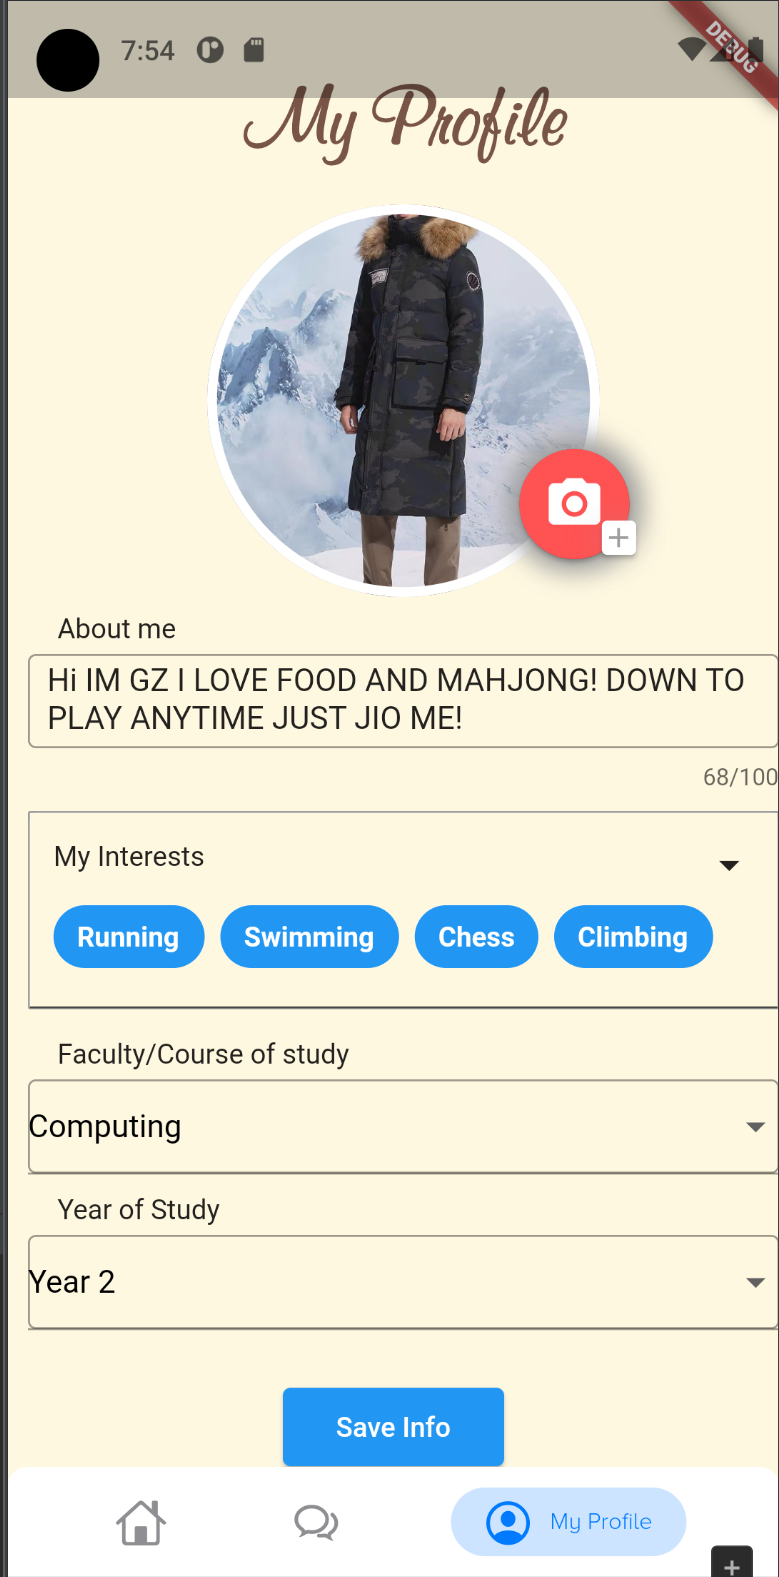 7:54
DEBUG
My Profile
About me
Hi IM GZ I LOVE FOOD AND MAHJONG! DOWN TO
PLAY ANYTIME JUST JIO ME!
68/100
My Interests
Running Swimming Chess Climbing
Faculty/Course of study
Computing
Year of Study
Year 2
Save Info
My Profile